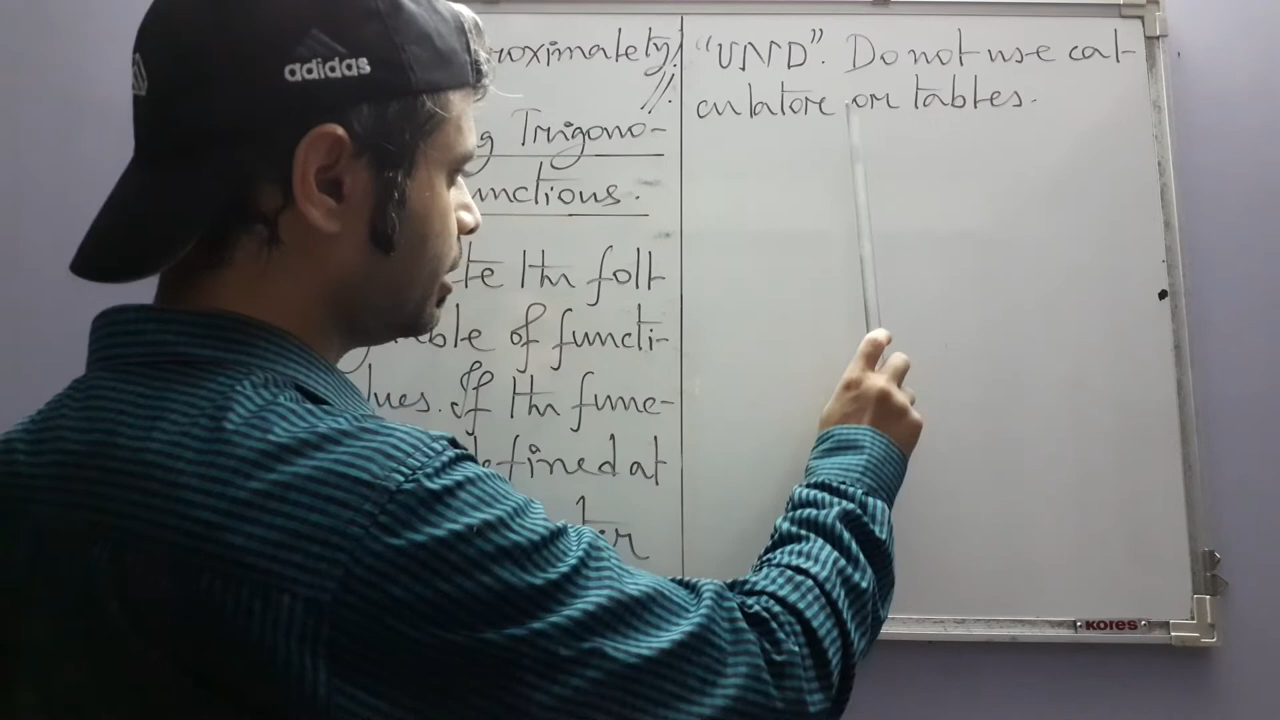 adidas
roximately!
//.
g Trigono-
unctions.
te the foll
ble of functi-
lues. If the func-
efined at
"UND". Do not use cal-
culatore or tables.
KORES